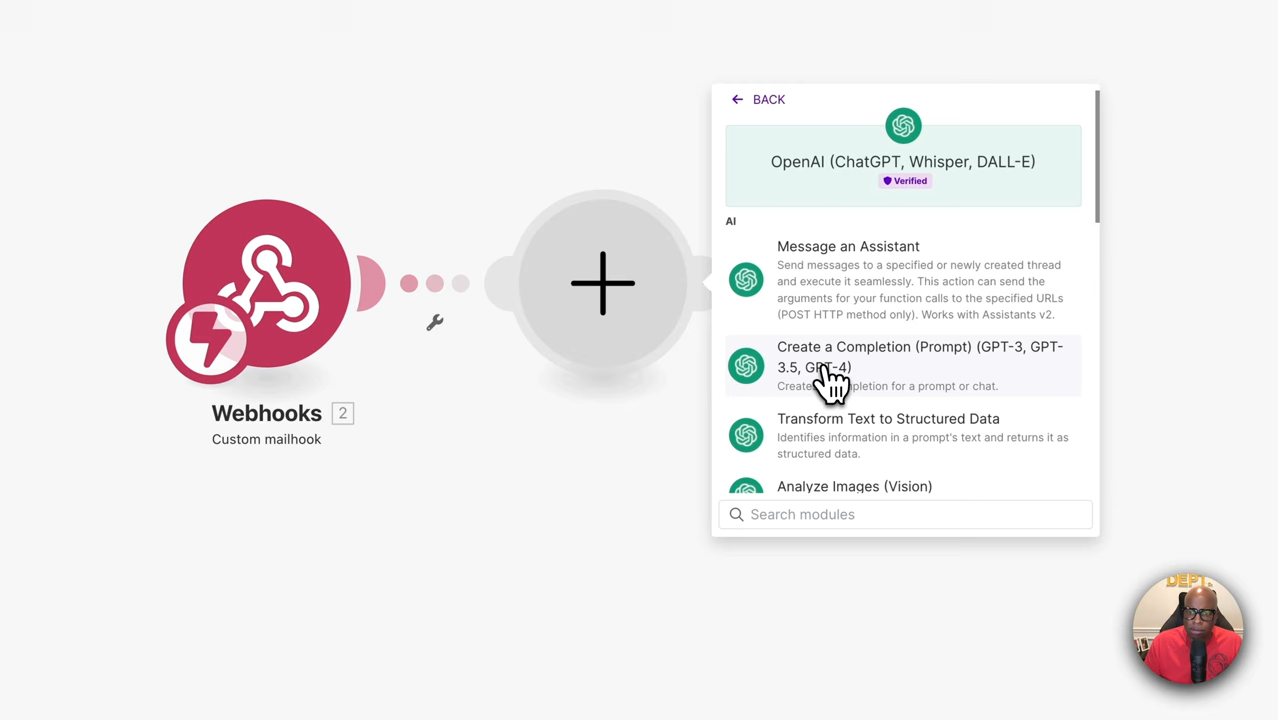 BACK
OpenAI (ChatGPT, Whisper, DALL-E)
Verified
AI
Message an Assistant
Send messages to a specified or newly created thread
and execute it seamlessly. This action can send the
arguments for your function calls to the specified URLs
(POST HTTP method only). Works with Assistants v2.
Create a Completion (Prompt) (GPT-3, GPT-
3.5, GPT-4)
for a prompt or chat.
Transform Text to Structured Data
Identifies information in a prompt's text and returns it as
structured data.
Analyze Images (Vision)
Search modules
Webhooks 2
Custom mailhook
DEPT.